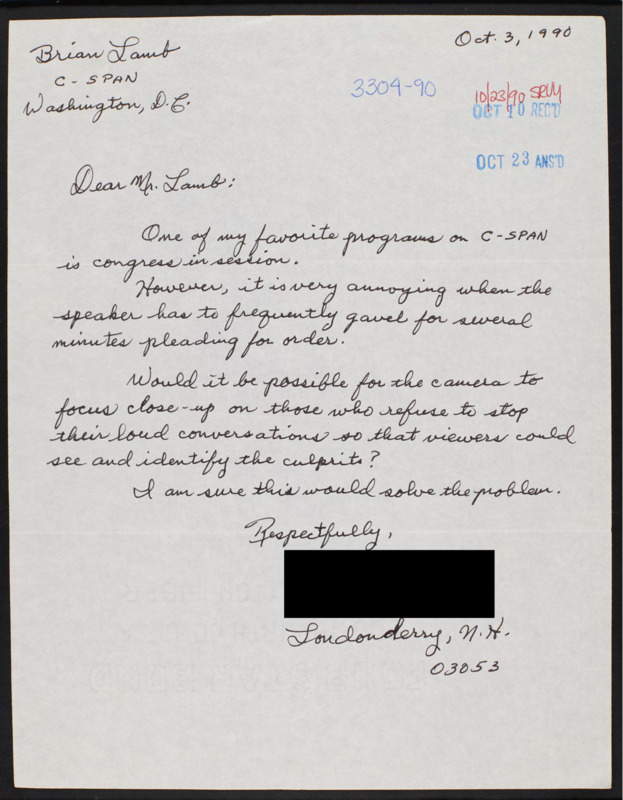 Oct. 3, 1990
Brian Lamb
C-SPAN
Washington, D.C.
3304-90
10/23/90 SRVY
OCT 10 REC'D
OCT 23 ANS'D
Dear Mr. Lamb:
One of my favorite programs on C-SPAN
is congress in session.
However, it is very annoying when the
speaker has to frequently gavel for several
minutes pleading for order.
Would it be possible for the camera to
focus close-up on those who refuse to stop
their loud conversations so that viewers could
see and identify the culprits?
I am sure this would solve the problem.
Respectfully,
Londonderry, N.H.
03053